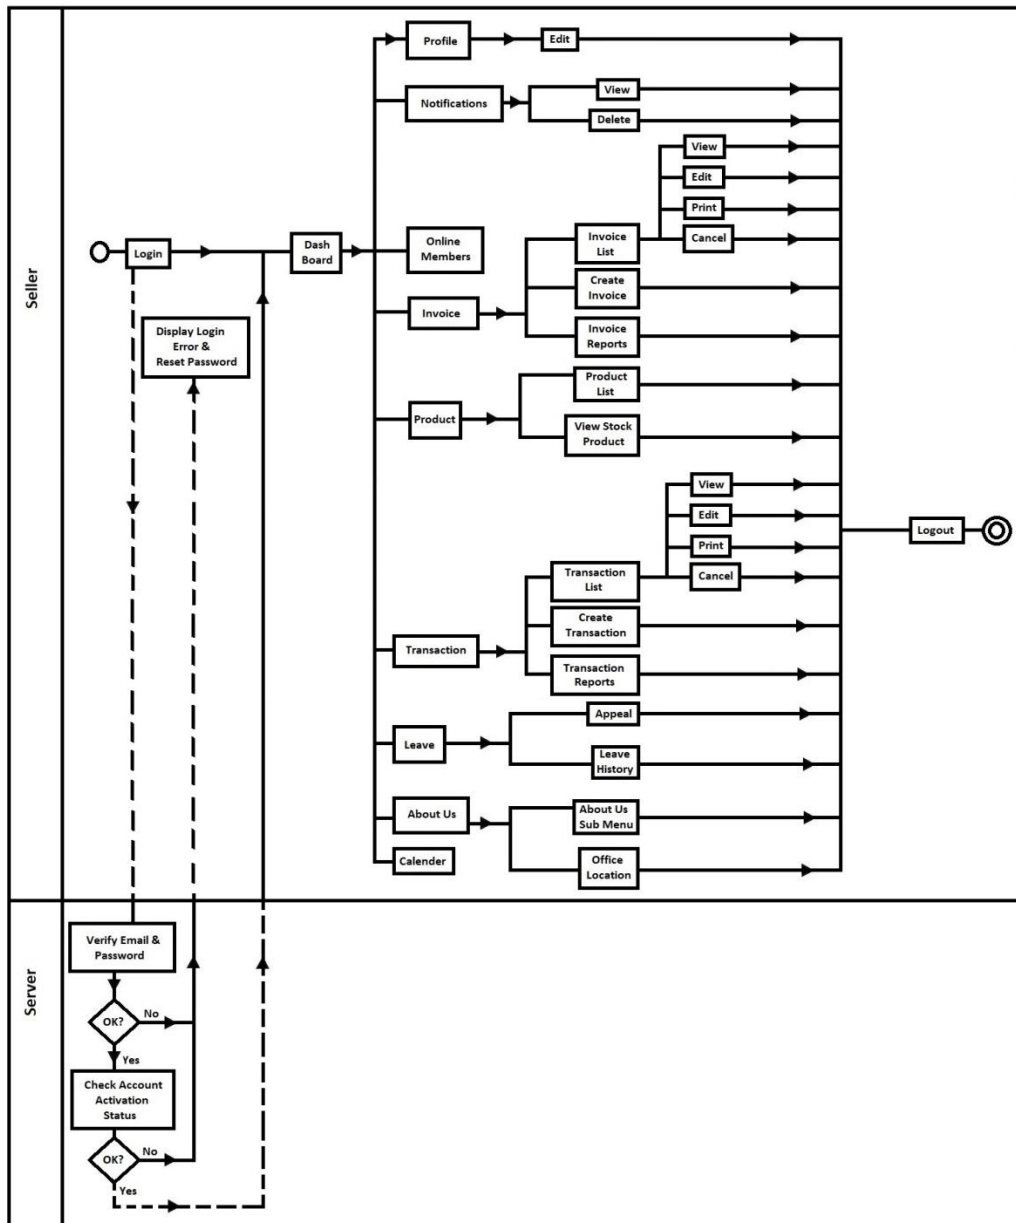 Seller
Profile
Edit
Notifications
View
Delete
View
Edit
Print
Cancel
Login
Dash
Board
Online
Members
Invoice
List
Create
Invoice
Invoice
Invoice
Reports
Display Login
Error &
Reset Password
Product
Product
List
View Stock
Product
View
Edit
Print
Cancel
Logout
Transaction
List
Create
Transaction
Transaction
Transaction
Reports
Leave
Appeal
Leave
History
About Us
About Us
Sub Menu
Office
Location
Calender
Server
Verify Email &
Password
OK?
No
Yes
Check Account
Activation
Status
OK?
No
Yes